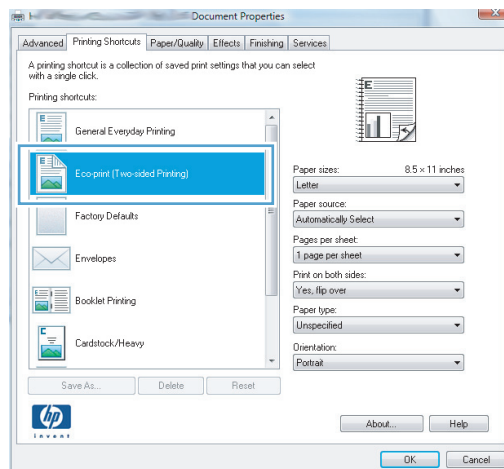 Document Properties
Advanced Printing Shortcuts Paper/Quality Effects Finishing Services
A printing shortcut is a collection of saved print settings that you can select
with a single click.
Printing shortcuts:
General Everyday Printing
Eco-print (Two-sided Printing)
Factory Defaults
Envelopes
Booklet Printing
Cardstock/Heavy
Save As... Delete Reset
Paper sizes: 8.5 × 11 inches
Letter
Paper source:
Automatically Select
Pages per sheet:
1 page per sheet
Print on both sides:
Yes, flip over
Paper type:
Unspecified
Orientation:
Portrait
hp
invent
About... Help
OK Cancel